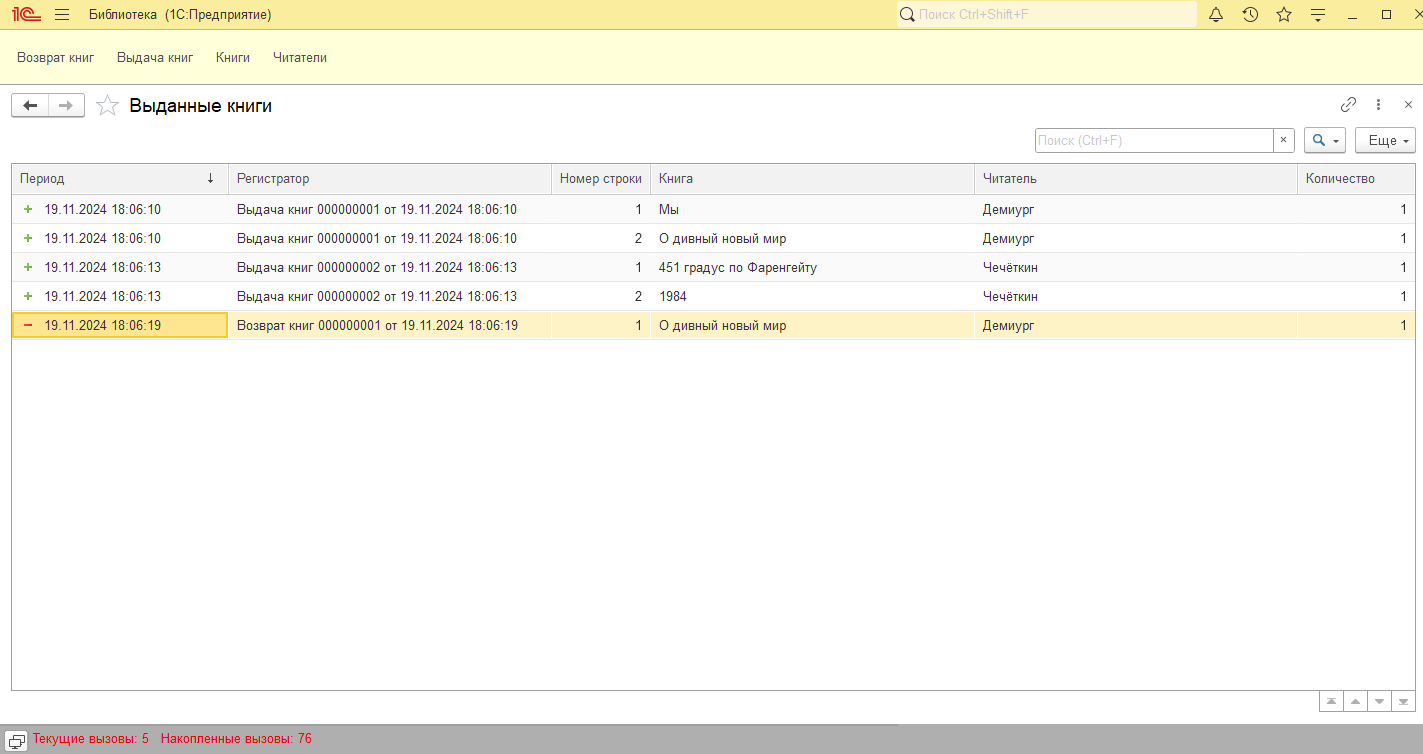 1С Библиотека (1С:Предприятие) Поиск Ctrl+Shift+F
Возврат книг Выдача книг Книги Читатели
Выданные книги
Поиск (Ctrl+F) × Еще
Период ↓ Регистратор Номер строки Книга Читатель Количество
+ 19.11.2024 18:06:10 Выдача книг 000000001 от 19.11.2024 18:06:10 1 Мы Демиург 1
+ 19.11.2024 18:06:10 Выдача книг 000000001 от 19.11.2024 18:06:10 2 О дивный новый мир Демиург 1
+ 19.11.2024 18:06:13 Выдача книг 000000002 от 19.11.2024 18:06:13 1 451 градус по Фаренгейту Чечёткин 1
+ 19.11.2024 18:06:13 Выдача книг 000000002 от 19.11.2024 18:06:13 2 1984 Чечёткин 1
− 19.11.2024 18:06:19 Возврат книг 000000001 от 19.11.2024 18:06:19 1 О дивный новый мир Демиург 1
Текущие вызовы: 5 Накопленные вызовы: 76